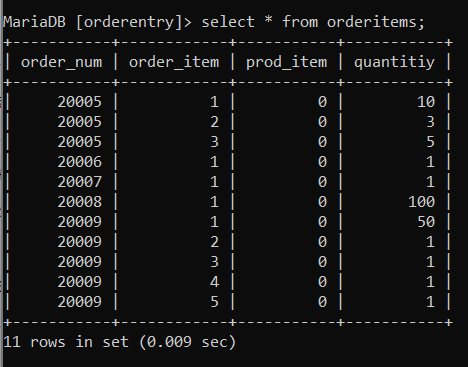 MariaDB [orderentry]> select * from orderitems;
+-----------+------------+-----------+-----------+
| order_num | order_item | prod_item | quantitiy |
+-----------+------------+-----------+-----------+
|     20005 |          1 |         0 |        10 |
|     20005 |          2 |         0 |         3 |
|     20005 |          3 |         0 |         5 |
|     20006 |          1 |         0 |         1 |
|     20007 |          1 |         0 |         1 |
|     20008 |          1 |         0 |       100 |
|     20009 |          1 |         0 |        50 |
|     20009 |          2 |         0 |         1 |
|     20009 |          3 |         0 |         1 |
|     20009 |          4 |         0 |         1 |
|     20009 |          5 |         0 |         1 |
+-----------+------------+-----------+-----------+
11 rows in set (0.009 sec)